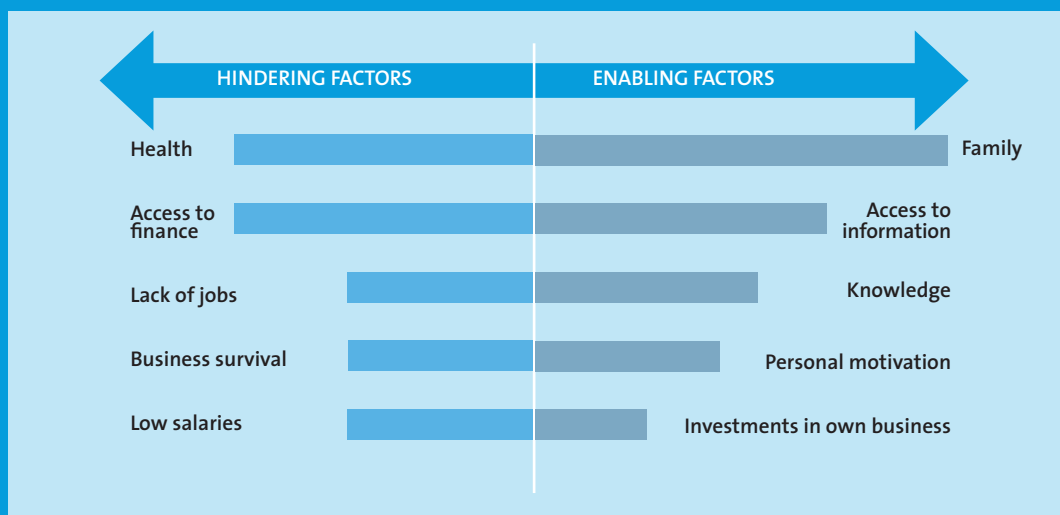 HINDERING FACTORS
ENABLING FACTORS
Health
Family
Access to
finance
Access to
information
Lack of jobs
Knowledge
Business survival
Personal motivation
Low salaries
Investments in own business